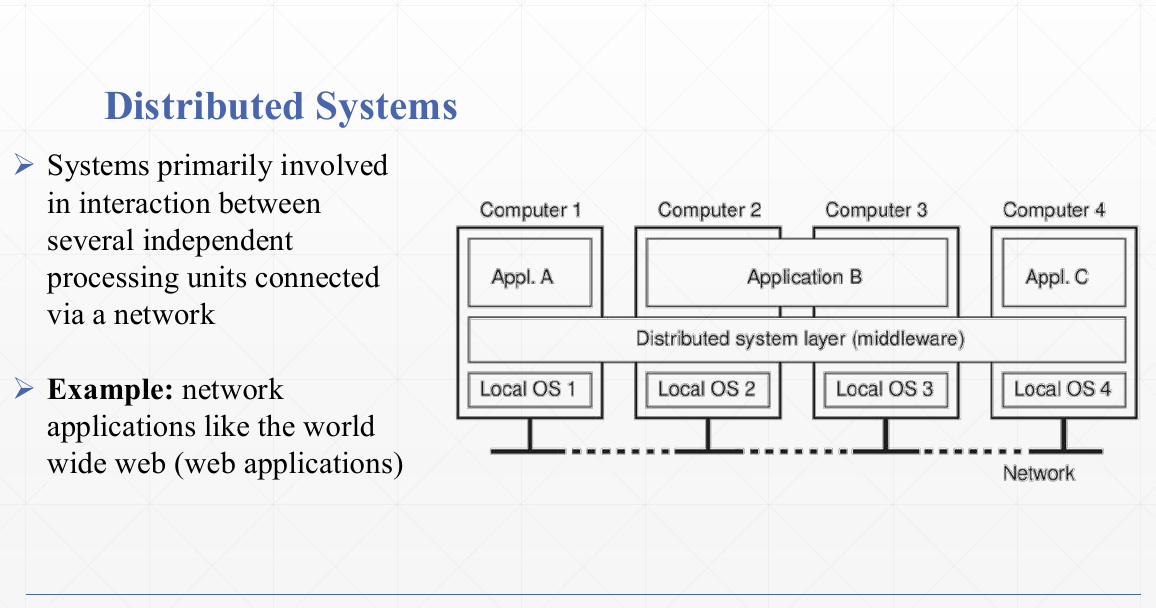 Distributed Systems
Systems primarily involved
in interaction between
several independent
processing units connected
via a network
Example: network
applications like the world
wide web (web applications)
Computer 1
Computer 2
Computer 3
Computer 4
Appl. A
Application B
Appl. C
Distributed system layer (middleware)
Local OS 1
Local OS 2
Local OS 3
Local OS 4
Network